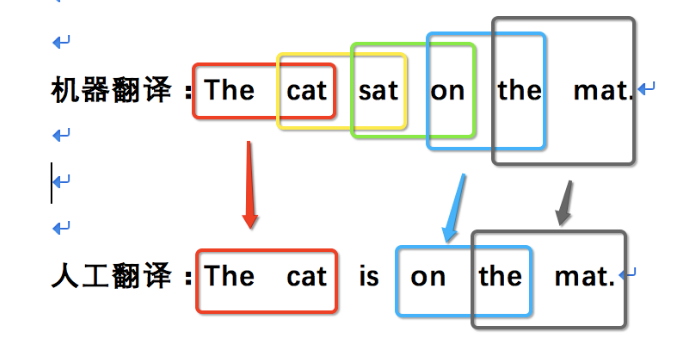 机器翻译：The cat sat on the mat.
人工翻译：The cat is on the mat.